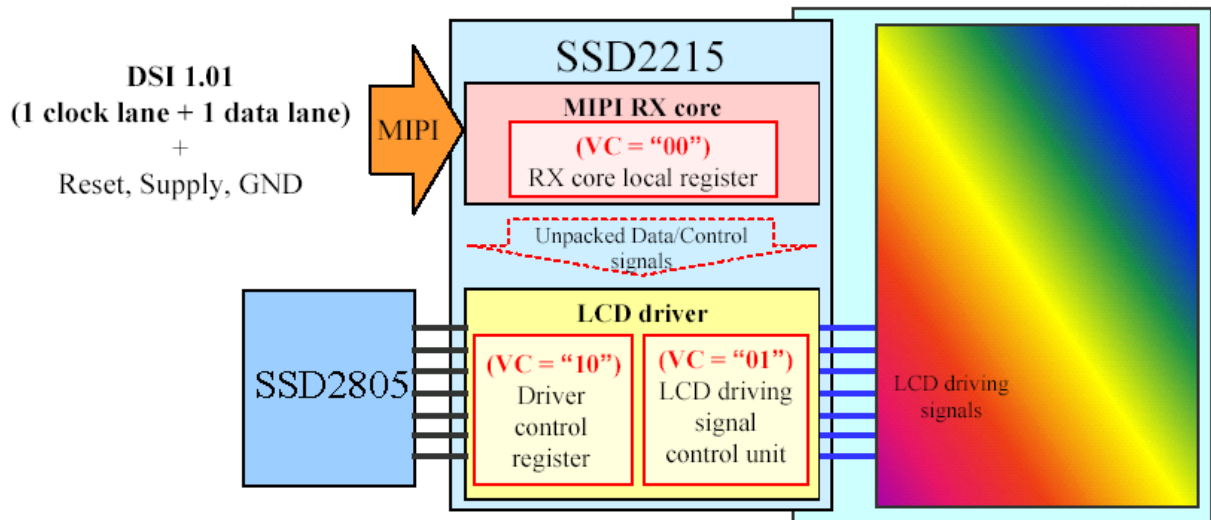 DSI 1.01
(1 clock lane + 1 data lane)
+
Reset, Supply, GND
MIPI
SSD2215
MIPI RX core
(VC = “00”)
RX core local register
Unpacked Data/Control
signals
SSD2805
LCD driver
(VC = “10”)
Driver
control
register
(VC = “01”)
LCD driving
signal
control unit
LCD driving
signals